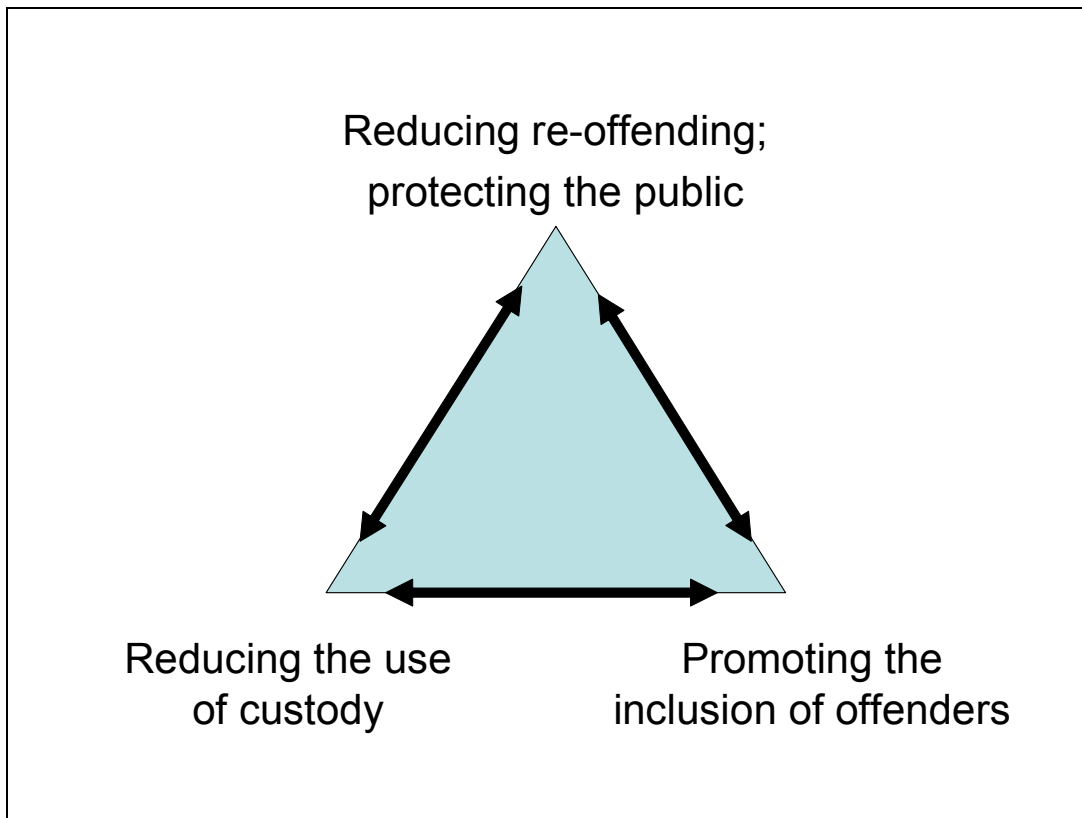 Reducing re-offending;
protecting the public
Reducing the use
of custody
Promoting the
inclusion of offenders